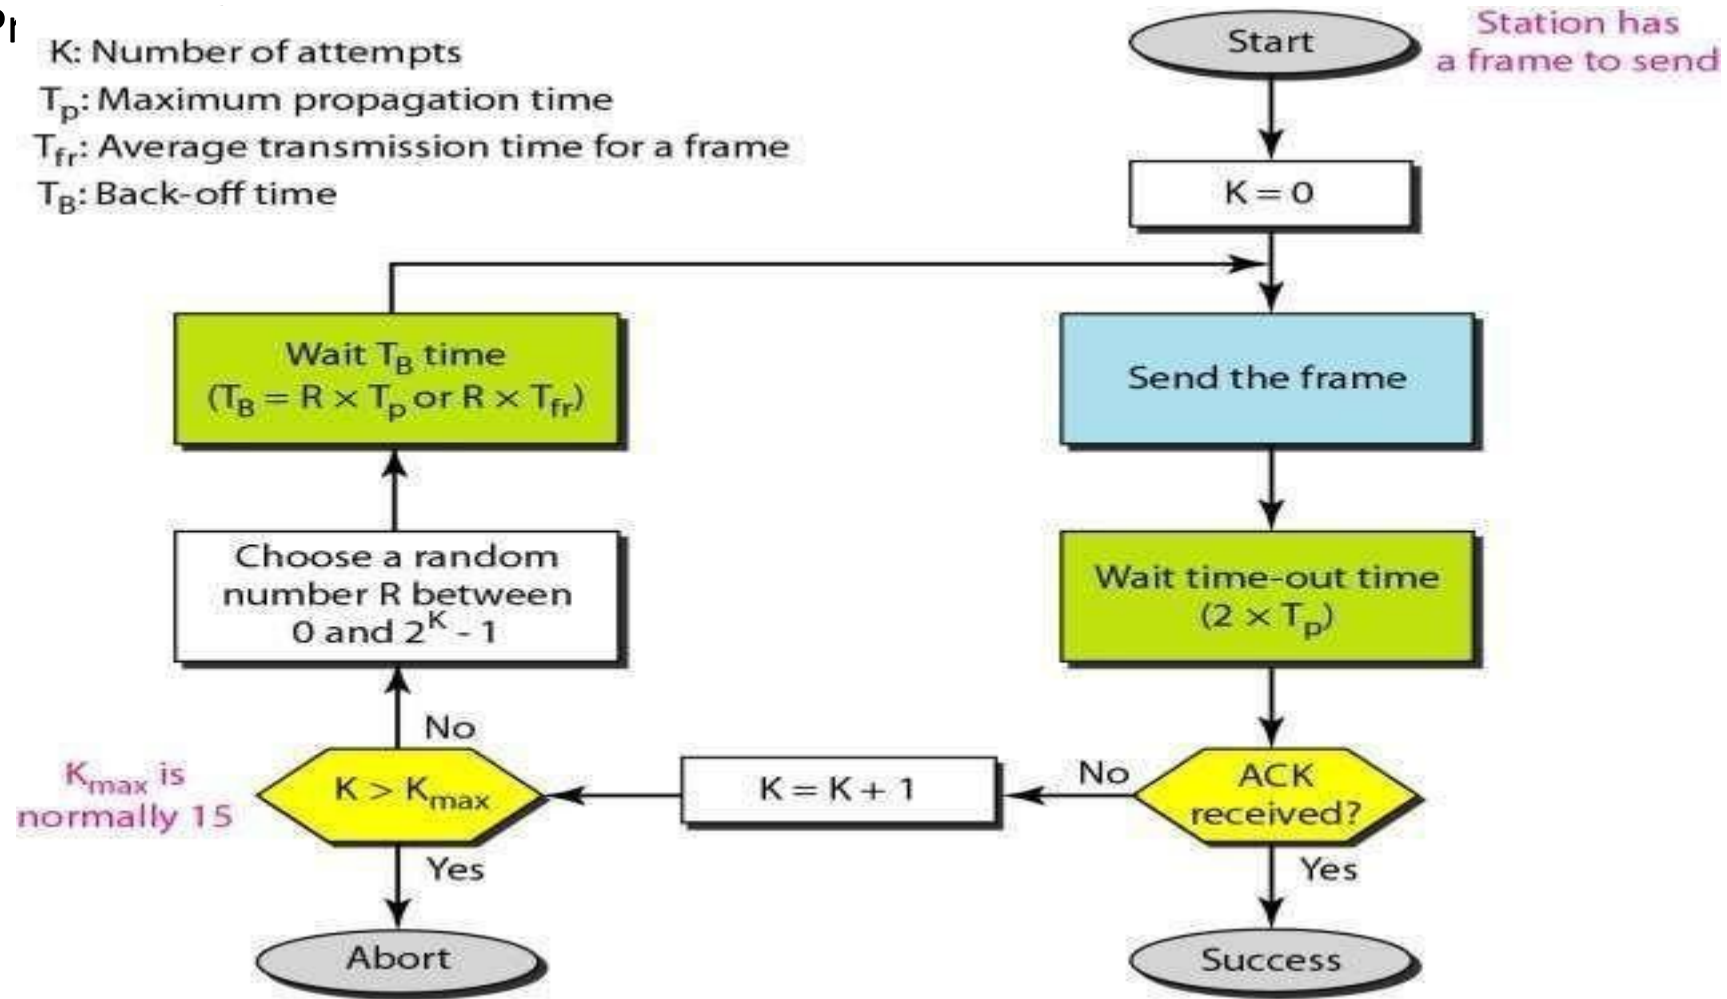 K: Number of attempts
Tp: Maximum propagation time
Tfr: Average transmission time for a frame
TB: Back-off time
Start
Station has
a frame to send
K = 0
Wait TB time
(TB = R × Tp or R × Tfr)
Send the frame
Choose a random
number R between
0 and 2^K - 1
Wait time-out time
(2 × Tp)
No
Kmax is
normally 15
K > Kmax
K = K + 1
No
ACK
received?
Yes
Yes
Abort
Success